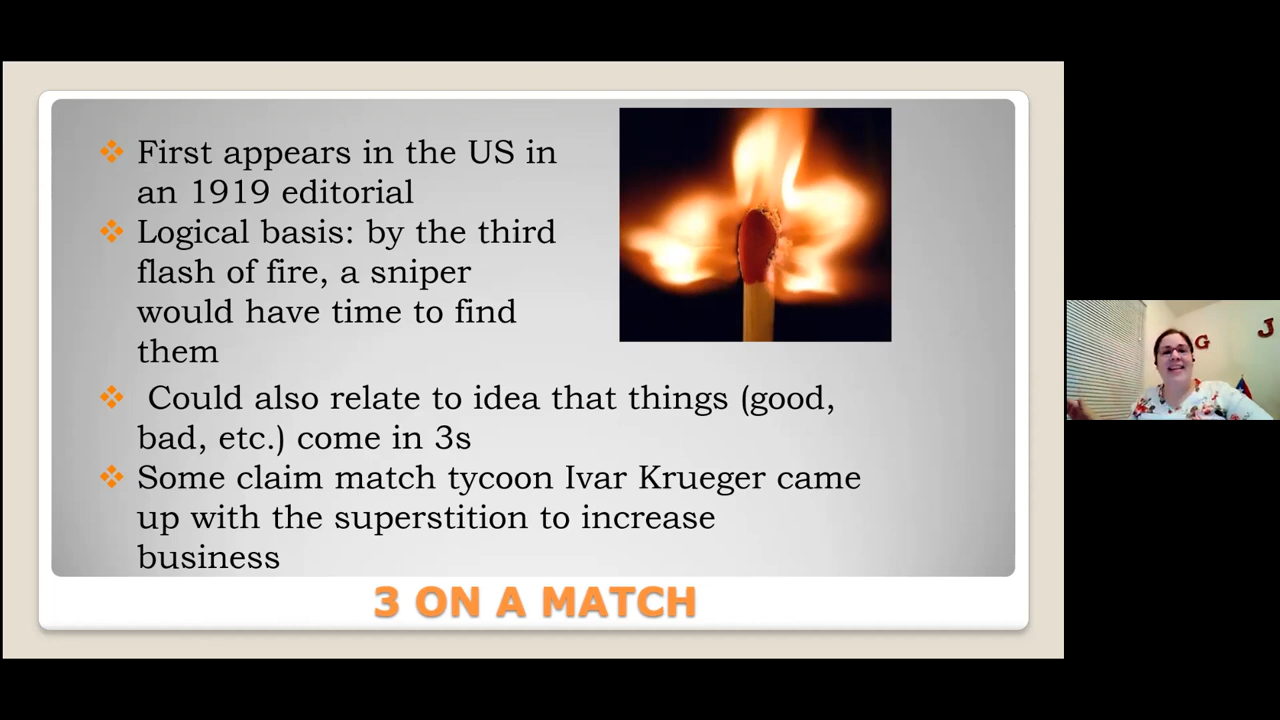 First appears in the US in
an 1919 editorial
Logical basis: by the third
flash of fire, a sniper
would have time to find
them
Could also relate to idea that things (good,
bad, etc.) come in 3s
Some claim match tycoon Ivar Krueger came
up with the superstition to increase
business
3 ON A MATCH
G
J